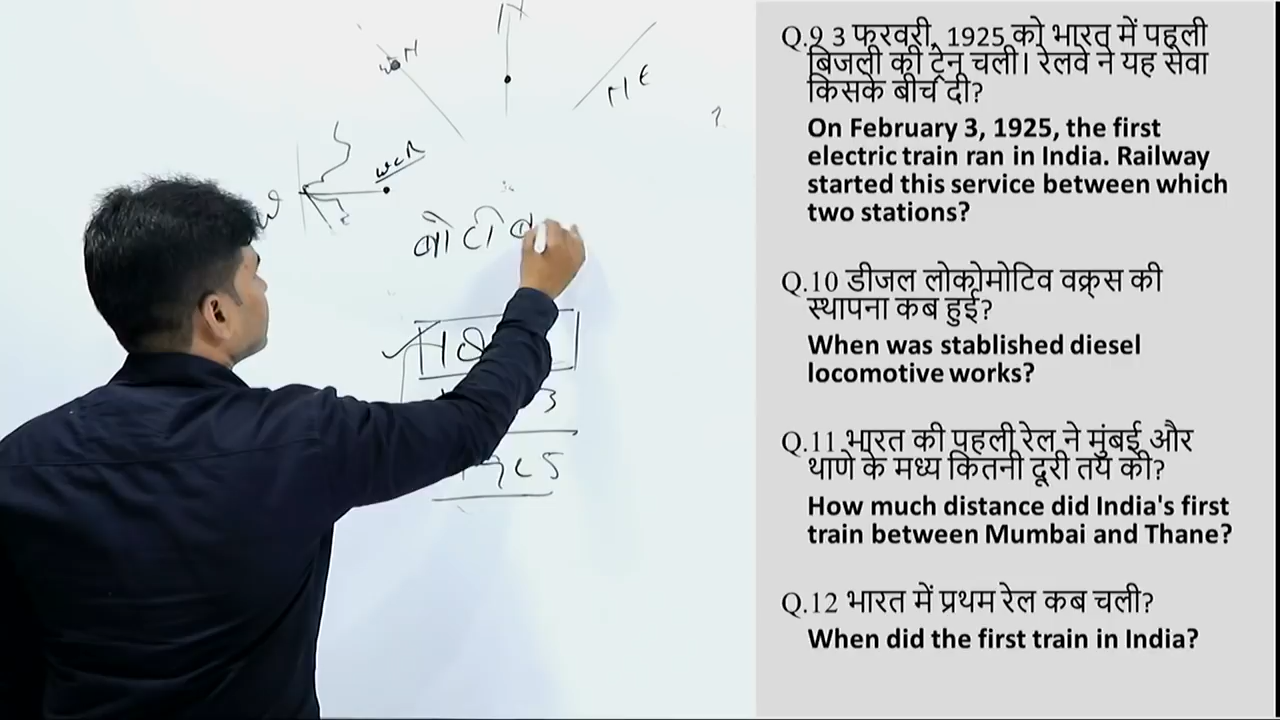 N
WN
NE
?
WCR
W
बोरीब
Q.9 3 फरवरी, 1925 को भारत में पहली
बिजली की ट्रेन चली। रेलवे ने यह सेवा
किसके बीच दी?
On February 3, 1925, the first
electric train ran in India. Railway
started this service between which
two stations?
Q.10 डीजल लोकोमोटिव वक्र्स की
स्थापना कब हुई?
When was stablished diesel
locomotive works?
Q.11 भारत की पहली रेल ने मुंबई और
थाणे के मध्य कितनी दूरी तय की?
How much distance did India's first
train between Mumbai and Thane?
Q.12 भारत में प्रथम रेल कब चली?
When did the first train in India?